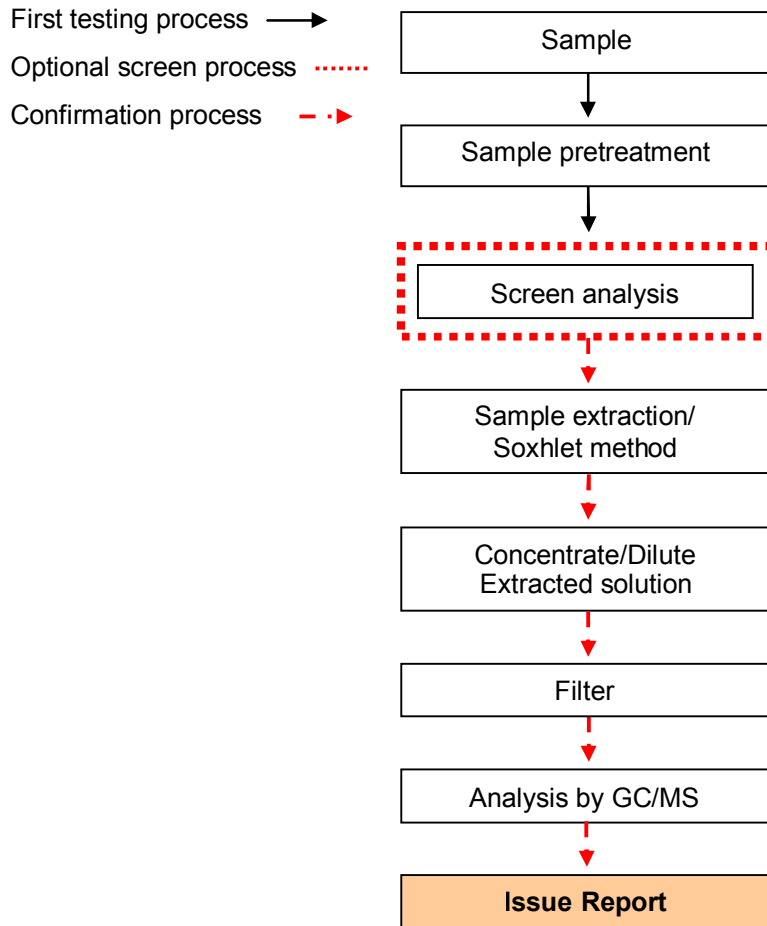 First testing process
Optional screen process
Confirmation process
Sample
Sample pretreatment
Screen analysis
Sample extraction/
Soxhlet method
Concentrate/Dilute
Extracted solution
Filter
Analysis by GC/MS
Issue Report